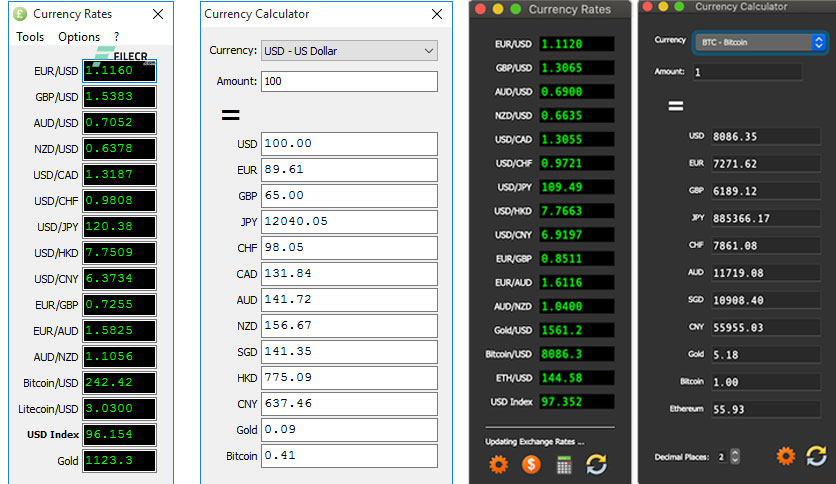 Currency Rates
Tools Options ?
FILECR
EUR/USD 1.1160
GBP/USD 1.5383
AUD/USD 0.7052
NZD/USD 0.6378
USD/CAD 1.3187
USD/CHF 0.9808
USD/JPY 120.38
USD/HKD 7.7509
USD/CNY 6.3734
EUR/GBP 0.7255
EUR/AUD 1.5825
AUD/NZD 1.1056
Bitcoin/USD 242.42
Litecoin/USD 3.0300
USD Index 96.154
Gold 1123.3
Currency Calculator
Currency: USD - US Dollar
Amount: 100
=
USD 100.00
EUR 89.61
GBP 65.00
JPY 12040.05
CHF 98.05
CAD 131.84
AUD 141.72
NZD 156.67
SGD 141.35
HKD 775.09
CNY 637.46
Gold 0.09
Bitcoin 0.41
Currency Rates
EUR/USD 1.1120
GBP/USD 1.3065
AUD/USD 0.6900
NZD/USD 0.6635
USD/CAD 1.3055
USD/CHF 0.9721
USD/JPY 109.49
USD/HKD 7.7663
USD/CNY 6.9197
EUR/GBP 0.8511
EUR/AUD 1.6116
AUD/NZD 1.0400
Gold/USD 1561.2
Bitcoin/USD 8086.3
ETH/USD 144.58
USD Index 97.352
Updating Exchange Rates ...
Currency Calculator
Currency BTC - Bitcoin
Amount: 1
=
USD 8086.35
EUR 7271.62
GBP 6189.12
JPY 885366.17
CHF 7861.08
AUD 11719.08
SGD 10908.40
CNY 55955.03
Gold 5.18
Bitcoin 1.00
Ethereum 55.93
Decimal Places: 2